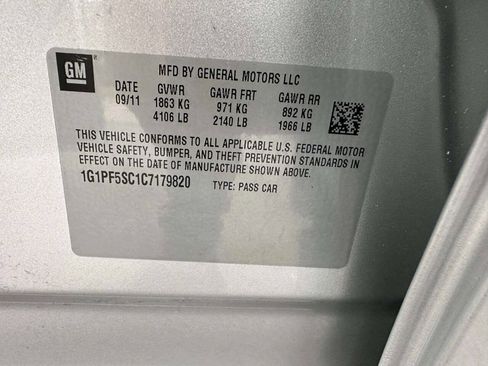 GM
MFD BY GENERAL MOTORS LLC
DATE GVWR GAWR FRT GAWR RR
09/11 1863 KG 971 KG 892 KG
4106 LB 2140 LB 1966 LB
THIS VEHICLE CONFORMS TO ALL APPLICABLE U.S. FEDERAL MOTOR
VEHICLE SAFETY, BUMPER, AND THEFT PREVENTION STANDARDS IN
EFFECT ON THE DATE OF MANUFACTURE SHOWN ABOVE.
1G1PF5SC1C7179820 TYPE: PASS CAR